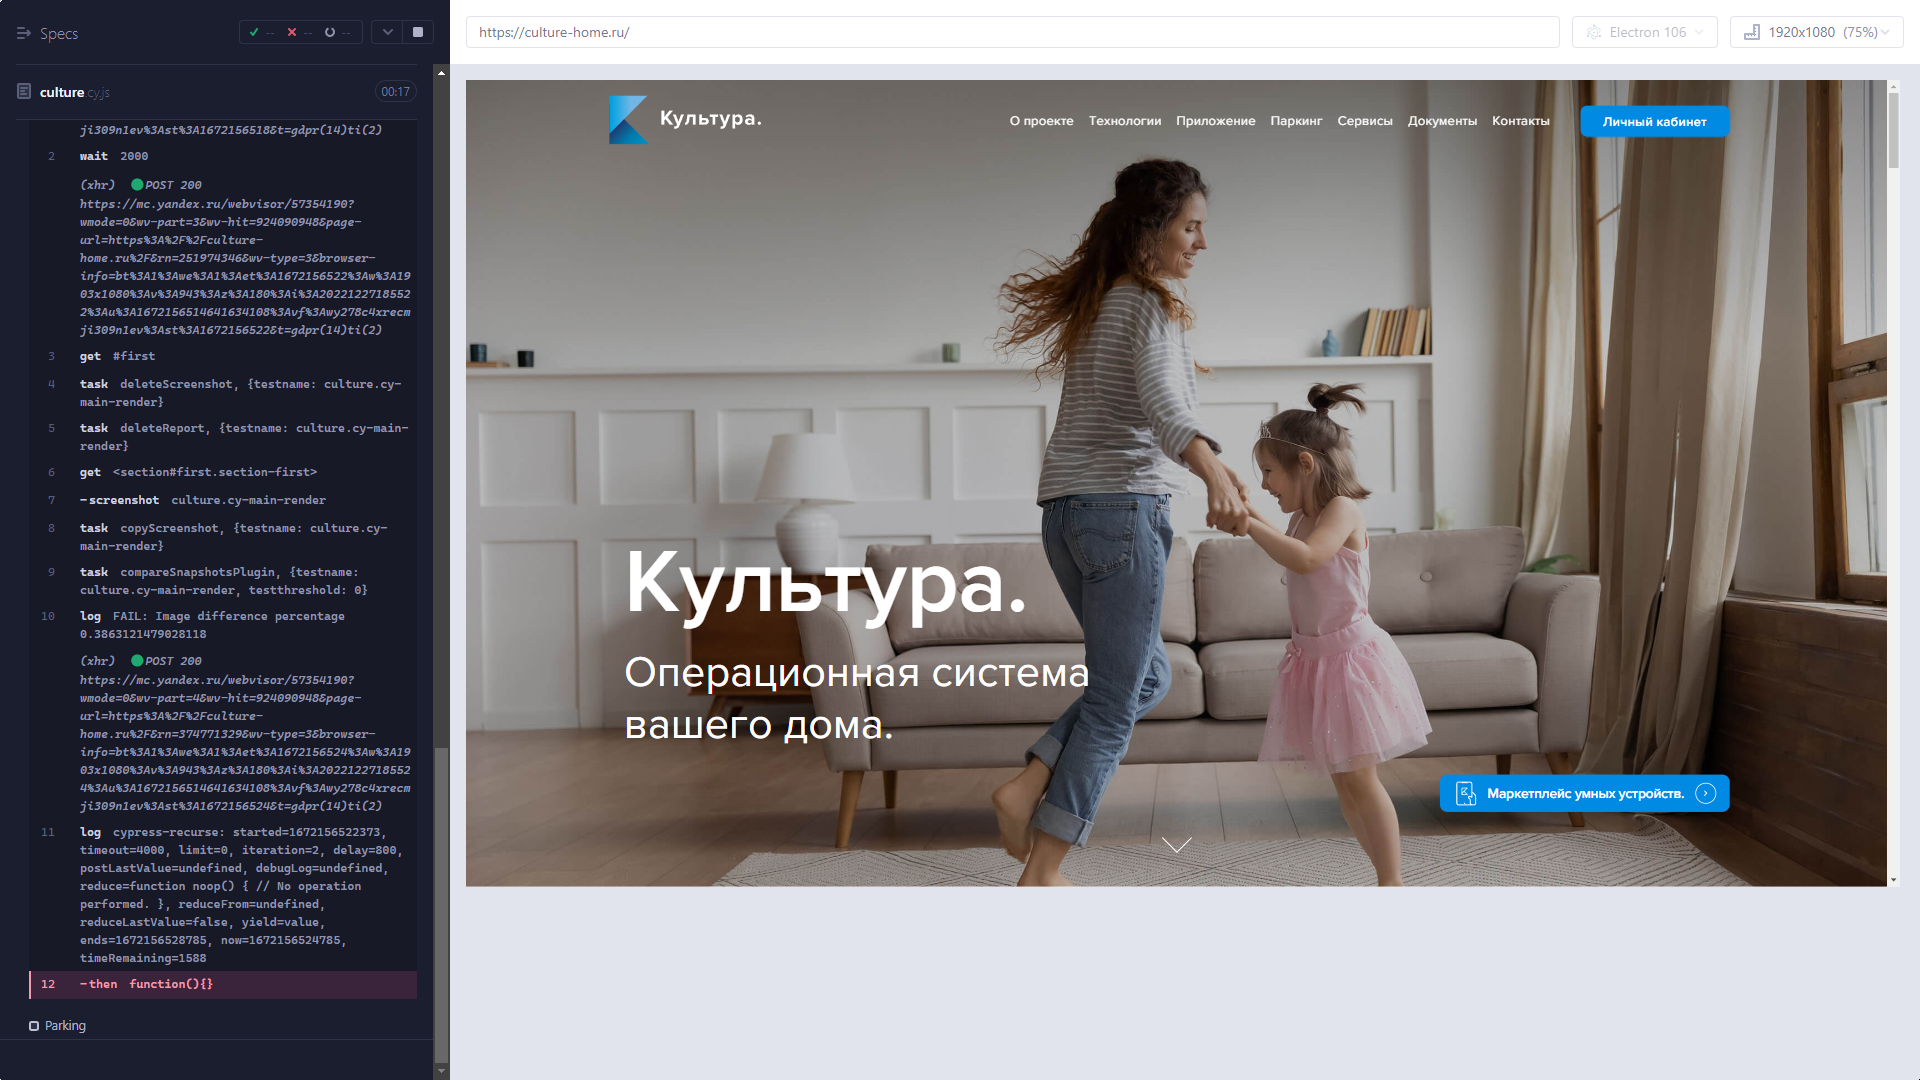 Specs
-- -- --
culture.cy.js
00:17
ji309n1ev%3Ast%3A1672156518&t=gdpr(14)ti(2)
2 wait 2000
(xhr) POST 200
https://mc.yandex.ru/webvisor/57354190?
wmode=0&wv-part=3&wv-hit=924090948&page-
url=https%3A%2F%2Fculture-
home.ru%2F&rn=251974346&wv-type=3&browser-
info=bt%3A1%3Awe%3A1%3Aet%3A1672156522%3Aw%3A19
03x1080%3Av%3A943%3Az%3A180%3Ai%3A2022122718552
2%3Au%3A1672156514641634108%3Avf%3Awy278c4xrecm
ji309n1ev%3Ast%3A1672156522&t=gdpr(14)ti(2)
3 get #first
4 task deleteScreenshot, {testname: culture.cy-
main-render}
5 task deleteReport, {testname: culture.cy-main-
render}
6 get <section#first.section-first>
7 -screenshot culture.cy-main-render
8 task copyScreenshot, {testname: culture.cy-
main-render}
9 task compareSnapshotsPlugin, {testname:
culture.cy-main-render, testthreshold: 0}
10 log FAIL: Image difference percentage
0.3863121479028118
(xhr) POST 200
https://mc.yandex.ru/webvisor/57354190?
wmode=0&wv-part=4&wv-hit=924090948&page-
url=https%3A%2F%2Fculture-
home.ru%2F&rn=374771329&wv-type=3&browser-
info=bt%3A1%3Awe%3A1%3Aet%3A1672156524%3Aw%3A19
03x1080%3Av%3A943%3Az%3A180%3Ai%3A2022122718552
4%3Au%3A1672156514641634108%3Avf%3Awy278c4xrecm
ji309n1ev%3Ast%3A1672156524&t=gdpr(14)ti(2)
11 log cypress-recurse: started=1672156522373,
timeout=4000, limit=0, iteration=2, delay=800,
postLastValue=undefined, debugLog=undefined,
reduce=function noop() { // No operation
performed. }, reduceFrom=undefined,
reduceLastValue=false, yield=value,
ends=1672156528785, now=1672156524785,
timeRemaining=1588
12 -then function(){}
Parking
https://culture-home.ru/
Electron 106
1920x1080 (75%)
Культура.
О проекте Технологии Приложение Паркинг Сервисы Документы Контакты
Личный кабинет
Культура.
Операционная система
вашего дома.
Маркетплейс умных устройств.